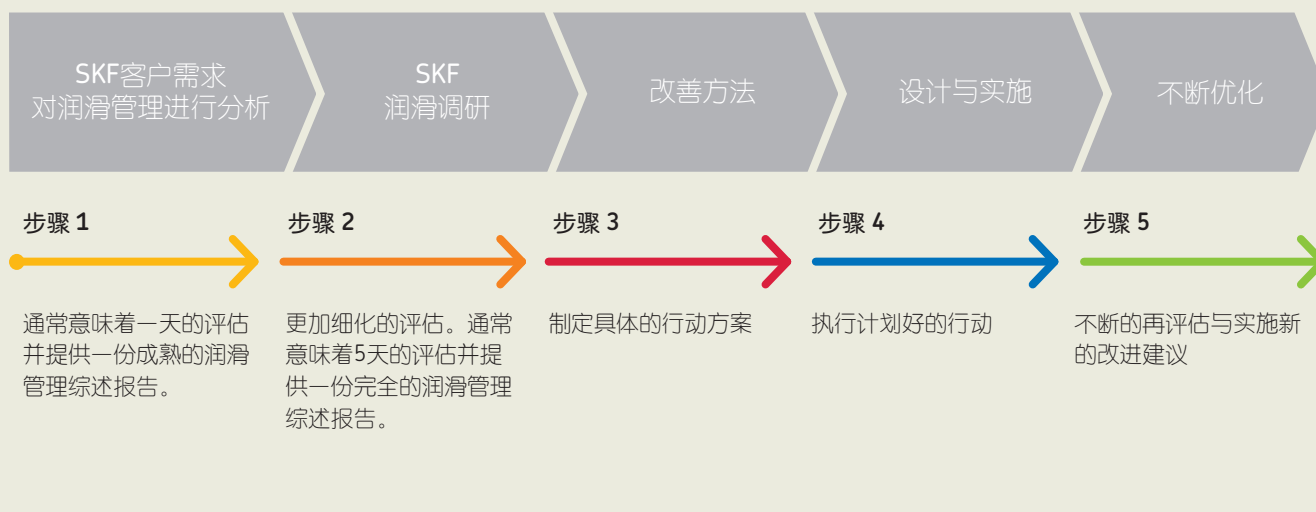 SKF客户需求
对润滑管理进行分析
SKF
润滑调研
改善方法
设计与实施
不断优化
步骤 1
步骤 2
步骤 3
步骤 4
步骤 5
通常意味着一天的评估
并提供一份成熟的润滑
管理综述报告。
更加细化的评估。通常
意味着5天的评估并提
供一份完全的润滑管理
综述报告。
制定具体的行动方案
执行计划好的行动
不断的再评估与实施新
的改进建议